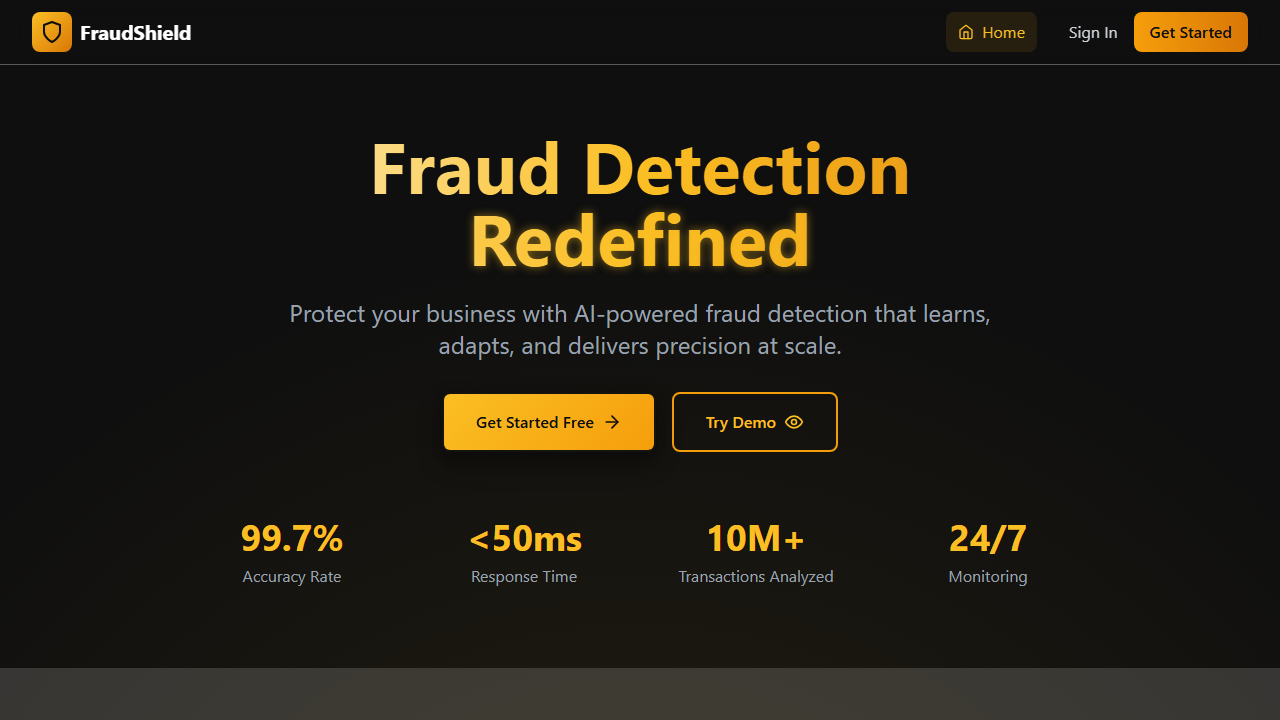 FraudShield
Home
Sign In
Get Started
Fraud Detection
Redefined
Protect your business with AI-powered fraud detection that learns,
adapts, and delivers precision at scale.
Get Started Free
Try Demo
99.7%
Accuracy Rate
<50ms
Response Time
10M+
Transactions Analyzed
24/7
Monitoring